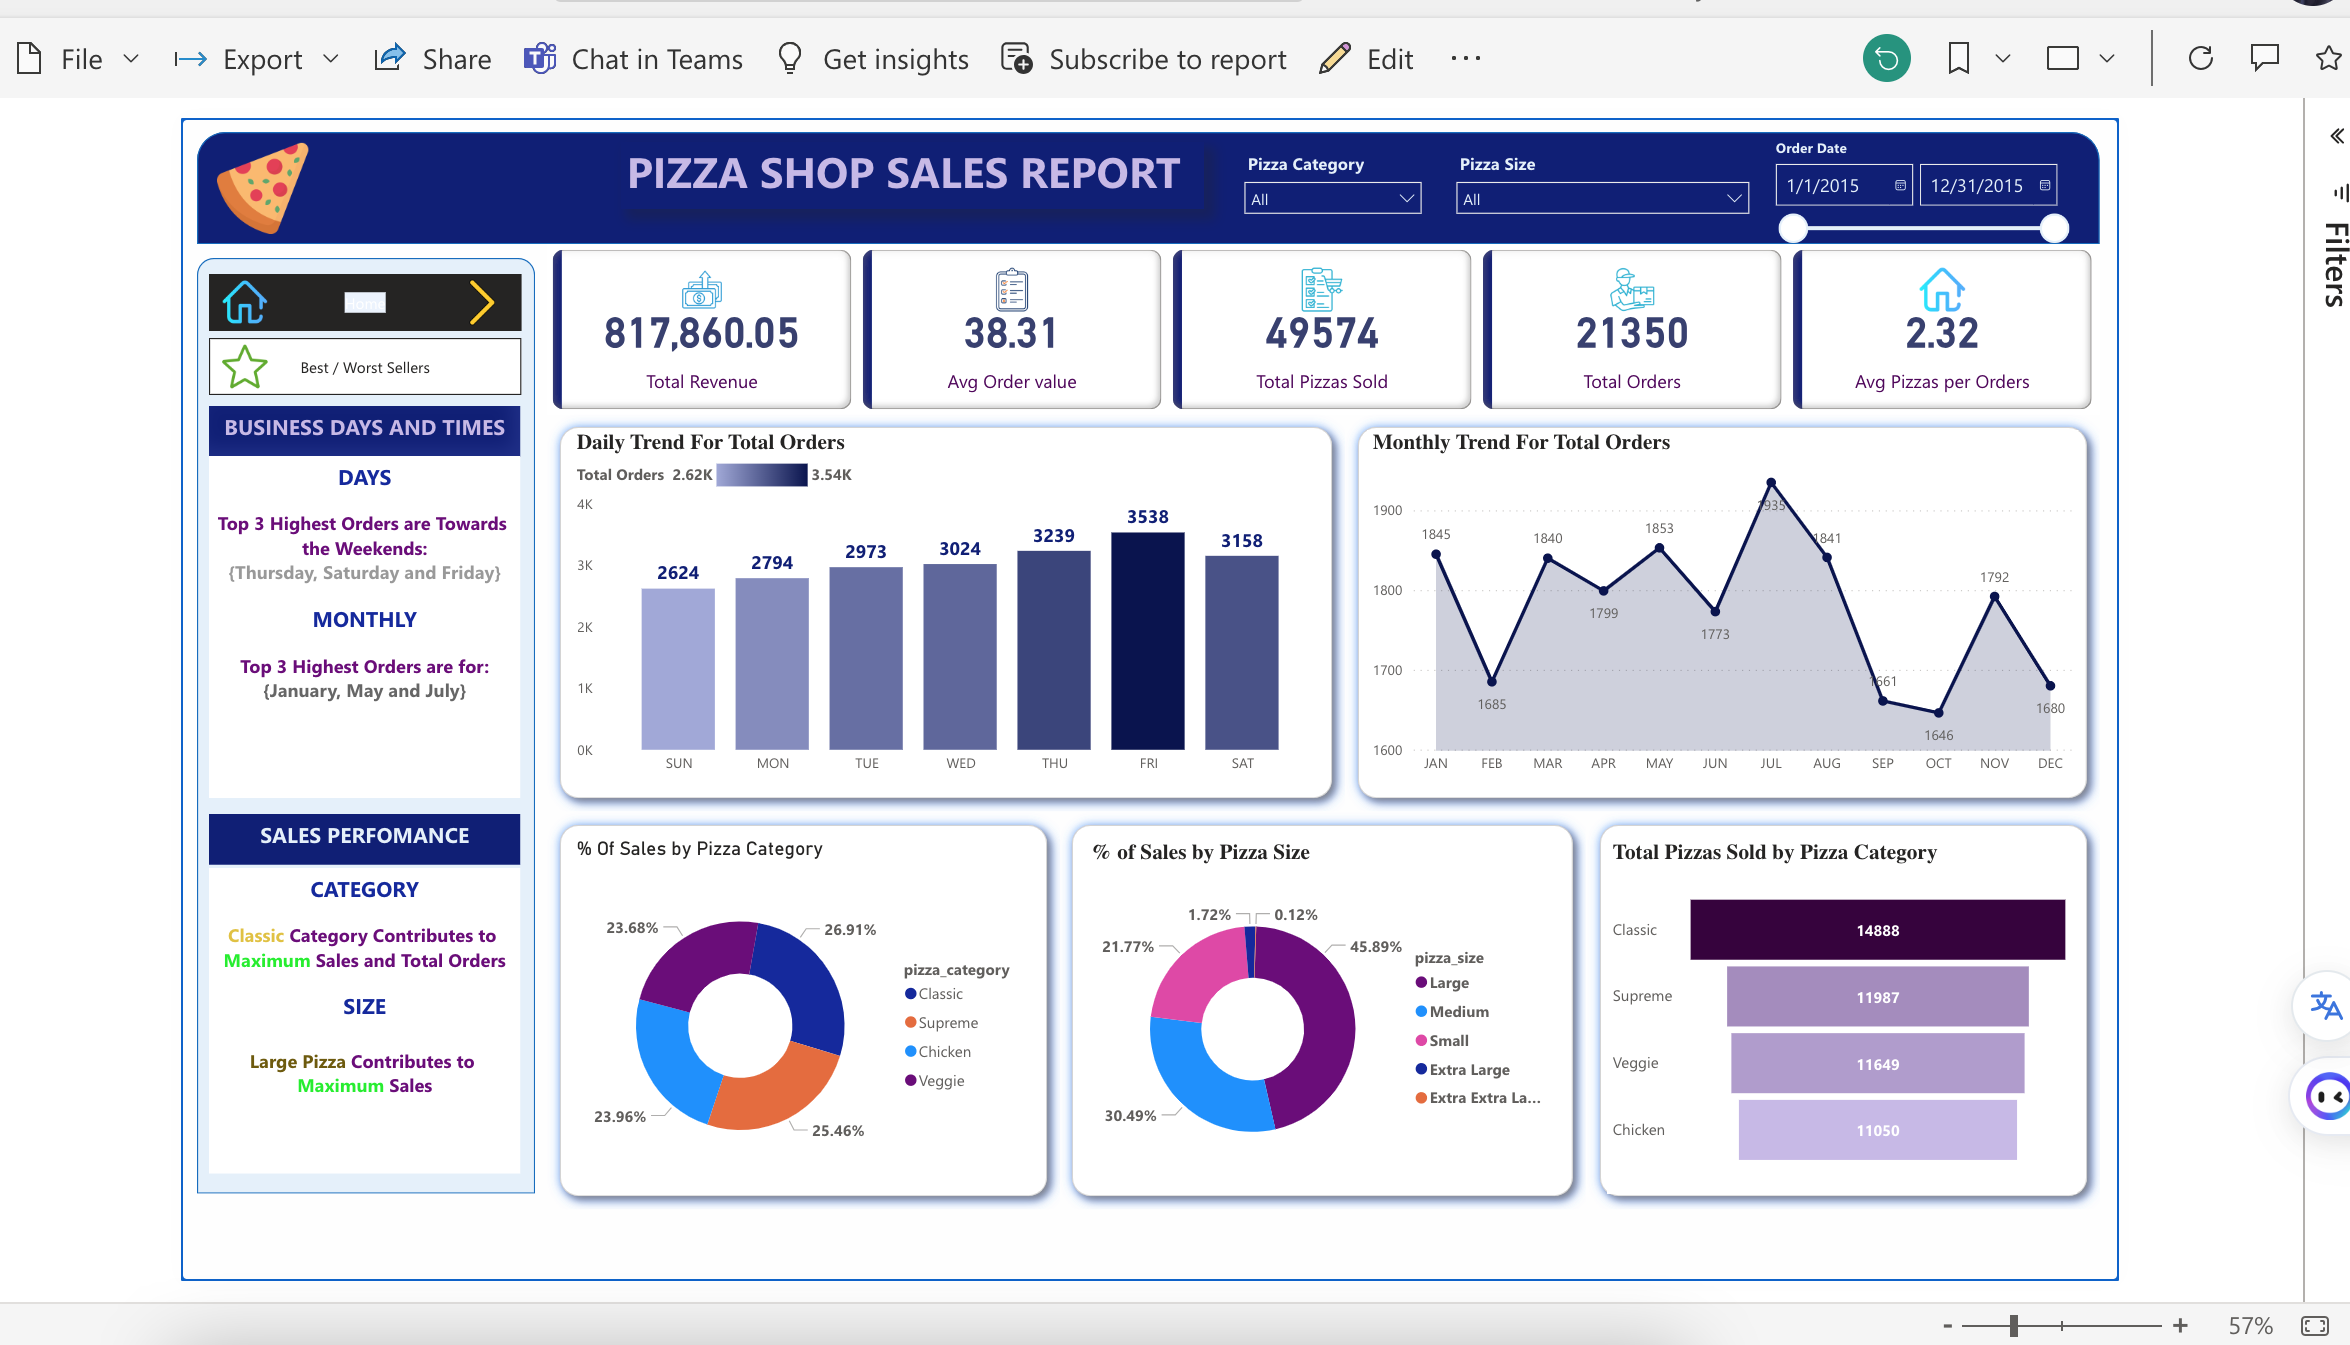 File
Export
Share
Chat in Teams
Get insights
Subscribe to report
Edit
PIZZA SHOP SALES REPORT
Pizza Category
All
Pizza Size
All
Order Date
1/1/2015
12/31/2015
Filters
Home
Best / Worst Sellers
BUSINESS DAYS AND TIMES
DAYS
Top 3 Highest Orders are Towards
the Weekends:
{Thursday, Saturday and Friday}
MONTHLY
Top 3 Highest Orders are for:
{January, May and July}
SALES PERFOMANCE
CATEGORY
Classic Category Contributes to
Maximum Sales and Total Orders
SIZE
Large Pizza Contributes to
Maximum Sales
817,860.05
Total Revenue
38.31
Avg Order value
49574
Total Pizzas Sold
21350
Total Orders
2.32
Avg Pizzas per Orders
Daily Trend For Total Orders
Total Orders 2.62K 3.54K
4K
3K
2K
1K
0K
2624
2794
2973
3024
3239
3538
3158
SUN MON TUE WED THU FRI SAT
Monthly Trend For Total Orders
1900
1800
1700
1600
1845
1685
1840
1799
1853
1773
1935
1841
1661
1646
1792
1680
JAN FEB MAR APR MAY JUN JUL AUG SEP OCT NOV DEC
% Of Sales by Pizza Category
23.68%
26.91%
23.96%
25.46%
pizza_category
Classic
Supreme
Chicken
Veggie
% of Sales by Pizza Size
1.72%
0.12%
21.77%
45.89%
30.49%
pizza_size
Large
Medium
Small
Extra Large
Extra Extra La...
Total Pizzas Sold by Pizza Category
Classic 14888
Supreme 11987
Veggie 11649
Chicken 11050
- + 57%